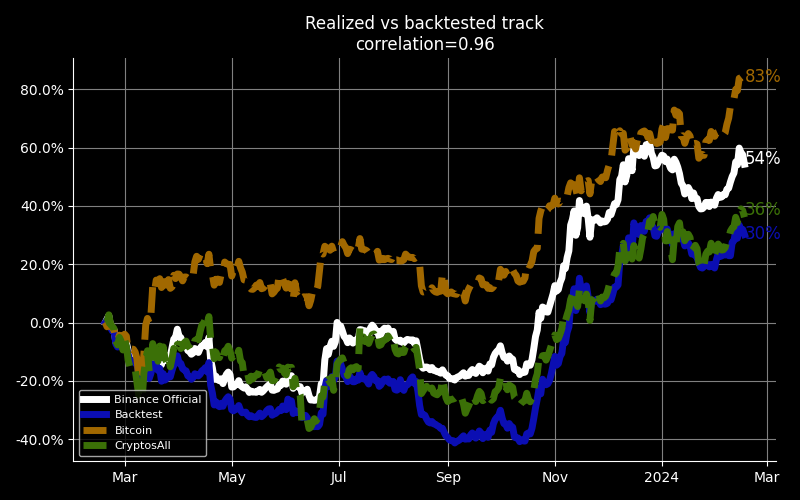 Realized vs backtested track
correlation=0.96
80.0%
60.0%
40.0%
20.0%
0.0%
-20.0%
-40.0%
83%
54%
36%
30%
Binance Official
Backtest
Bitcoin
CryptosAll
Mar
May
Jul
Sep
Nov
2024
Mar